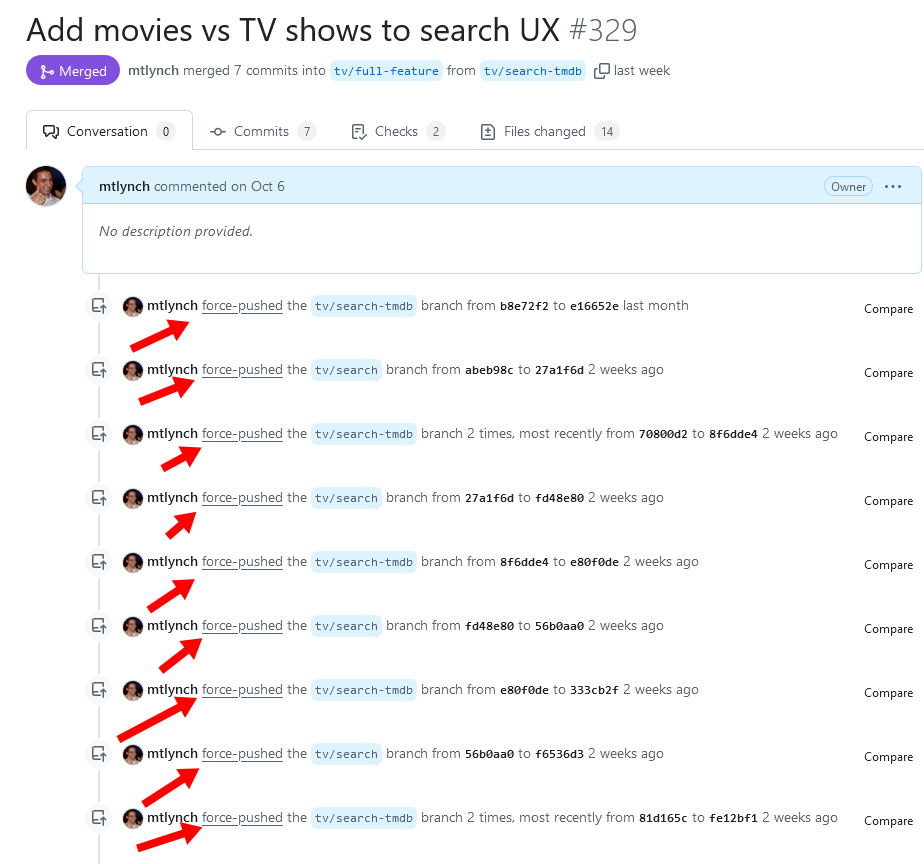 Add movies vs TV shows to search UX #329
Merged mtlynch merged 7 commits into tv/full-feature from tv/search-tmdb last week
Conversation 0 Commits 7 Checks 2 Files changed 14
mtlynch commented on Oct 6 Owner ...
No description provided.
mtlynch force-pushed the tv/search-tmdb branch from b8e72f2 to e16652e last month Compare
mtlynch force-pushed the tv/search branch from abeb98c to 27a1f6d 2 weeks ago Compare
mtlynch force-pushed the tv/search-tmdb branch 2 times, most recently from 70800d2 to 8f6dde4 2 weeks ago Compare
mtlynch force-pushed the tv/search branch from 27a1f6d to fd48e80 2 weeks ago Compare
mtlynch force-pushed the tv/search-tmdb branch from 8f6dde4 to e80f0de 2 weeks ago Compare
mtlynch force-pushed the tv/search branch from fd48e80 to 56b0aa0 2 weeks ago Compare
mtlynch force-pushed the tv/search-tmdb branch from e80f0de to 333cb2f 2 weeks ago Compare
mtlynch force-pushed the tv/search branch from 56b0aa0 to f6536d3 2 weeks ago Compare
mtlynch force-pushed the tv/search-tmdb branch 2 times, most recently from 81d165c to fe12bf1 2 weeks ago Compare